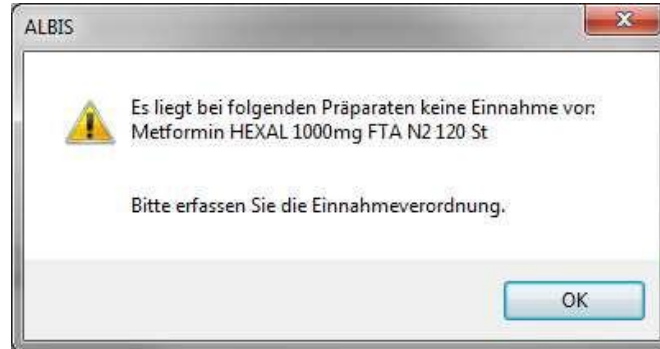 ALBIS
Es liegt bei folgenden Präparaten keine Einnahme vor:
Metformin HEXAL 1000mg FTA N2 120 St
Bitte erfassen Sie die Einnahmeverordnung.
OK